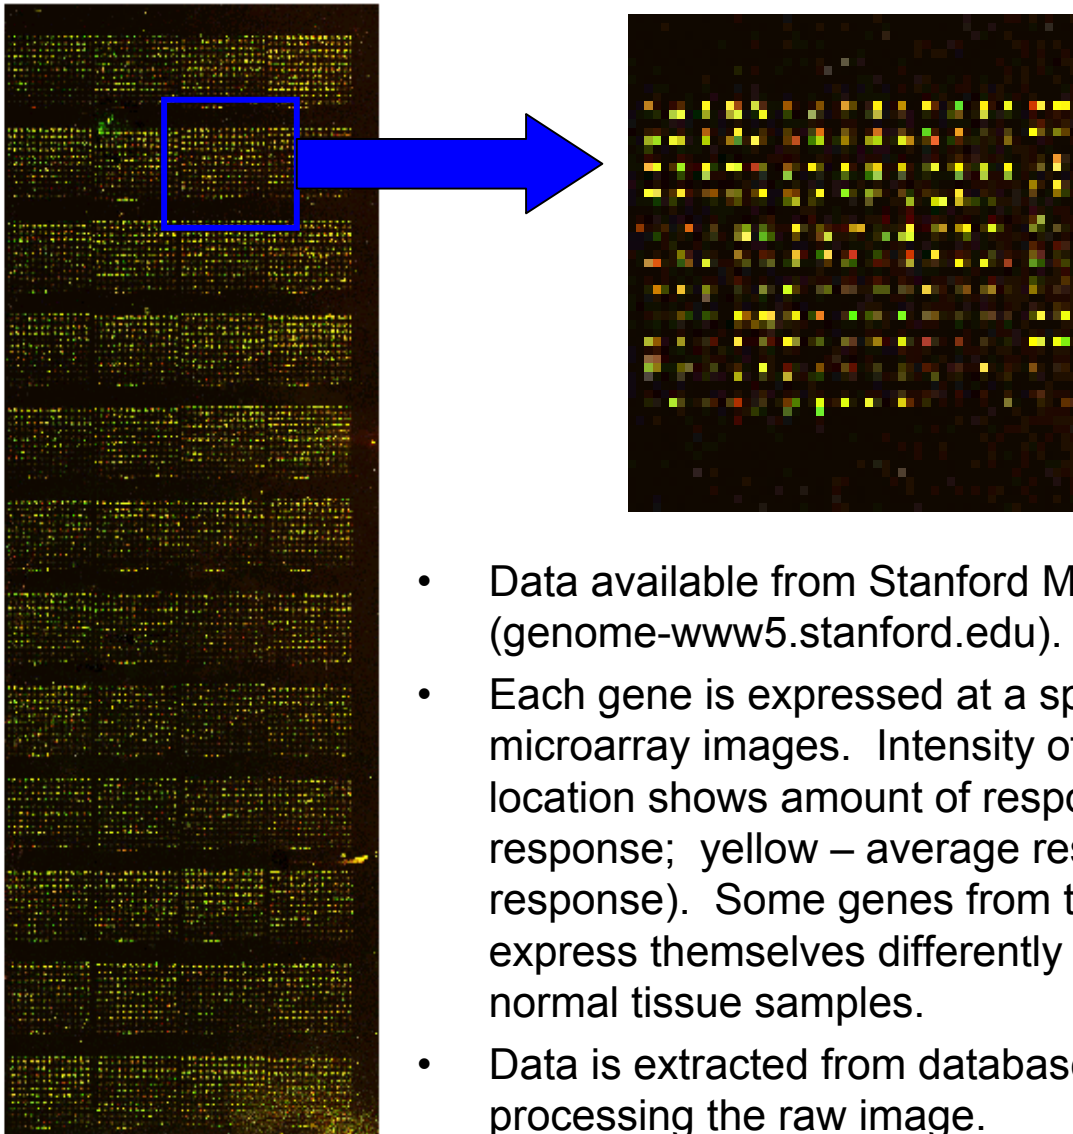 • Data available from Stanford M
(genome-www5.stanford.edu).
• Each gene is expressed at a sp
microarray images. Intensity of
location shows amount of respo
response; yellow – average res
response). Some genes from t
express themselves differently
normal tissue samples.
• Data is extracted from database
processing the raw image.